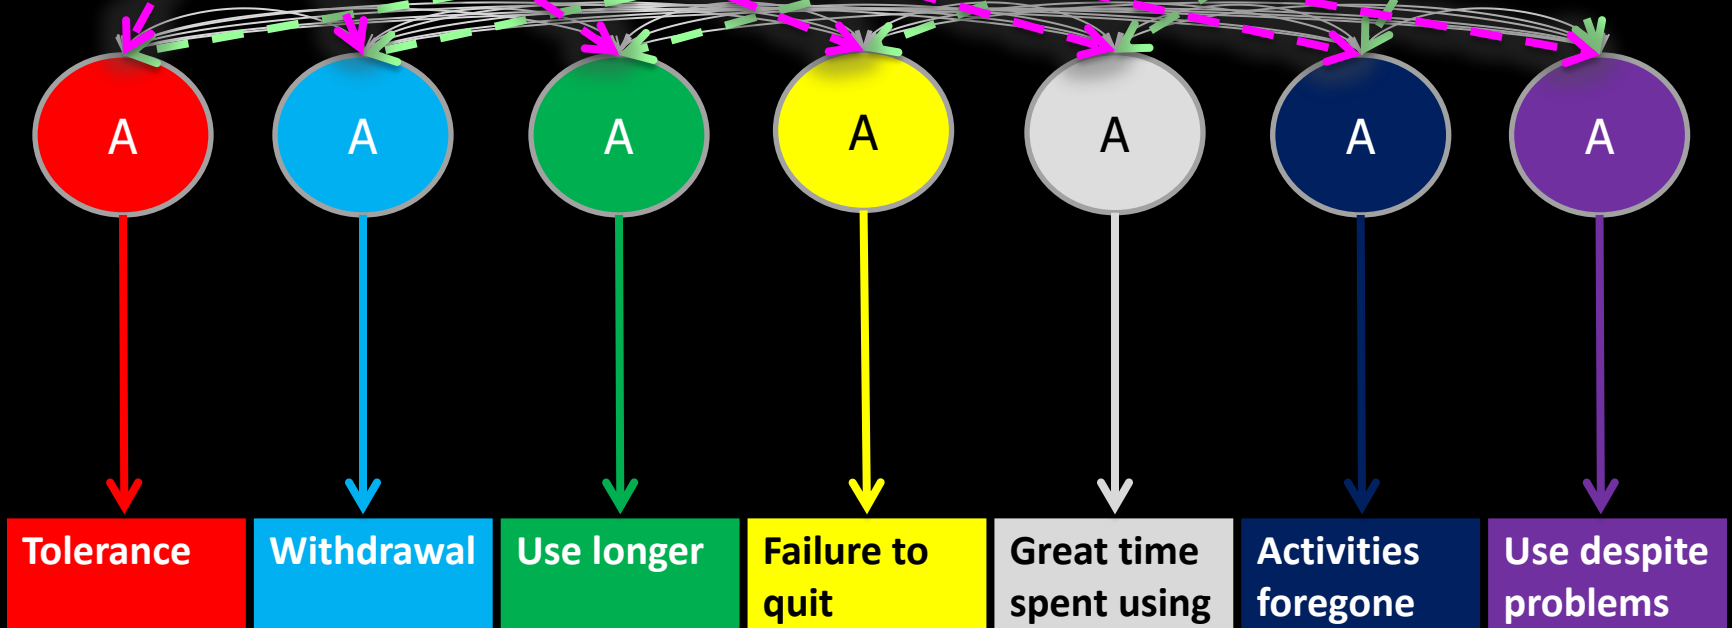 A A A A A A A
Tolerance
Withdrawal
Use longer
Failure to
quit
Great time
spent using
Activities
foregone
Use despite
problems